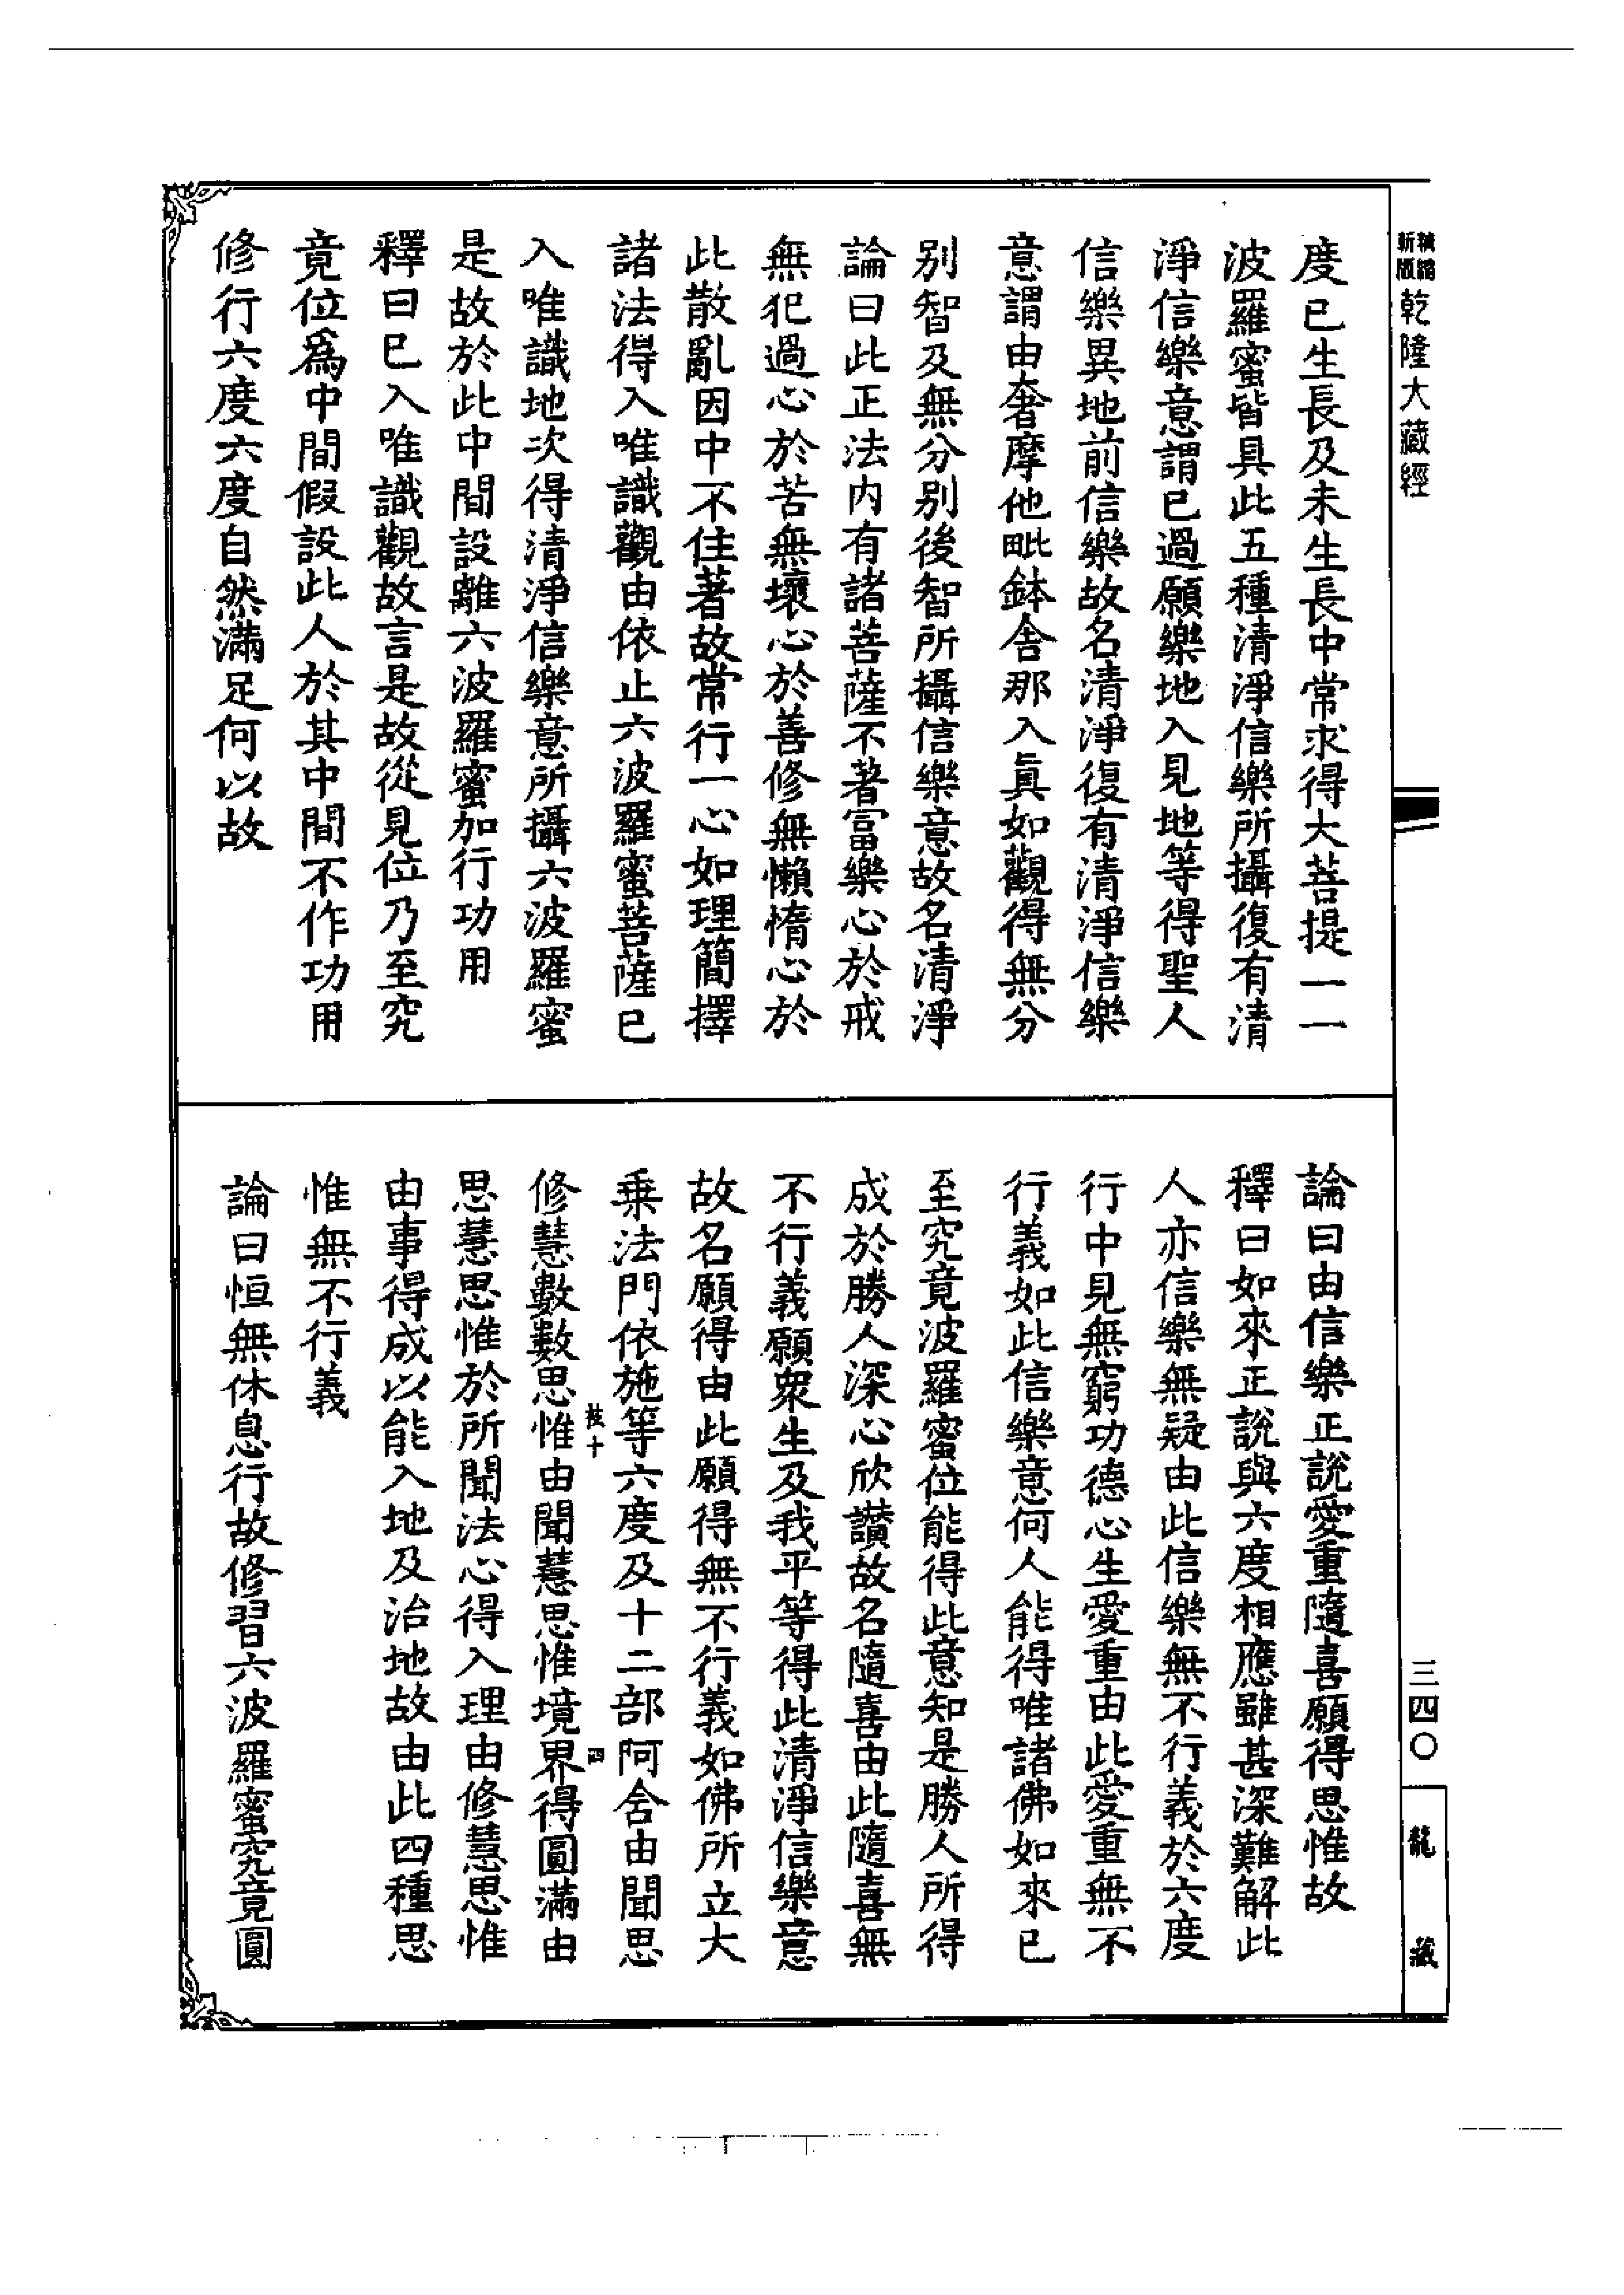 新版
精縮
乾隆大藏經
度已生長及未生長中常求得大菩提一一
波羅蜜皆具此五種清淨信樂所攝復有清
淨信樂意謂已過願樂地入見地等得聖人
信樂異地前信樂故名清淨復有清淨信樂
意謂由奢摩他毗鉢舍那入眞如觀得無分
别智及無分别後智所攝信樂意故名清淨
論曰此正法内有諸菩薩不著富樂心於戒
無犯過心於苦無壞心於善修無懶惰心於
此散亂因中不住著故常行一心如理簡擇
諸法得入唯識觀由依止六波羅蜜菩薩已
入唯識地次得清淨信樂意所攝六波羅蜜
是故於此中間設離六波羅蜜加行功用
釋曰已入唯識觀故言是故從見位乃至究
竟位爲中間假設此人於其中間不作功用
修行六度六度自然滿足何以故
論曰由信樂正說愛重隨喜願得思惟故
釋曰如來正說與六度相應雖甚深難解此
人亦信樂無疑由此信樂無不行義於六度
行中見無窮功德心生愛重由此愛重無不
行義如此信樂意何人能得唯諸佛如來已
至究竟波羅蜜位能得此意知是勝人所得
成於勝人深心欣讃故名隨喜由此隨喜無
不行義願衆生及我平等得此清淨信樂意
故名願得由此願得無不行義如佛所立大
乘法門依施等六度及十二部阿含由聞思
技十
四
修慧數數思惟由聞慧思惟境界得圓滿由
思慧思惟於所聞法心得入理由修慧思惟
由事得成以能入地及治地故由此四種思
惟無不行義
論曰恒無休息行故修習六波羅蜜究竟圓
三四〇
龍藏